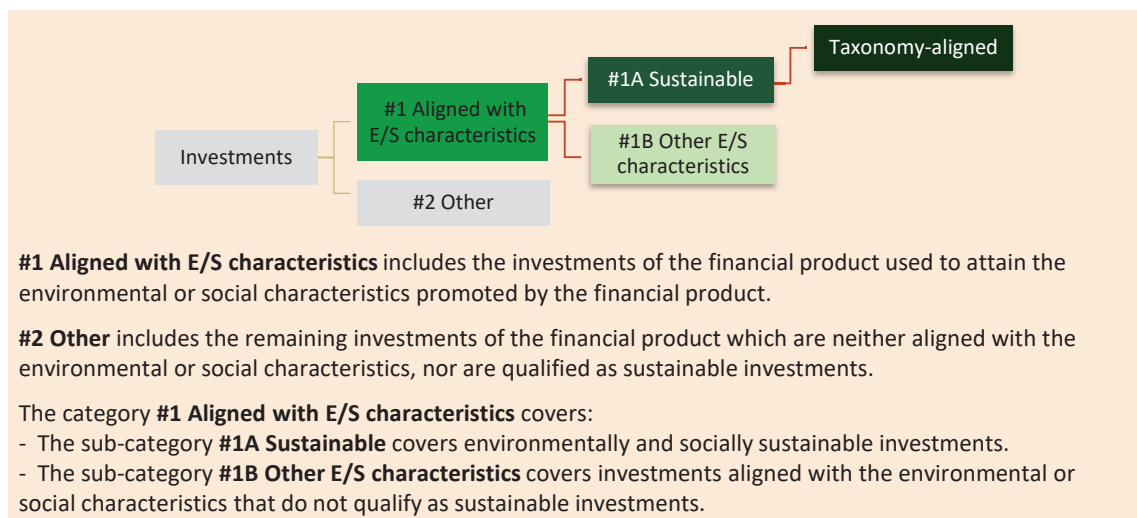 Taxonomy-aligned
#1A Sustainable
#1 Aligned with
E/S characteristics
#1B Other E/S
characteristics
Investments
#2 Other
#1 Aligned with E/S characteristics includes the investments of the financial product used to attain the
environmental or social characteristics promoted by the financial product.
#2 Other includes the remaining investments of the financial product which are neither aligned with the
environmental or social characteristics, nor are qualified as sustainable investments.
The category #1 Aligned with E/S characteristics covers:
- The sub-category #1A Sustainable covers environmentally and socially sustainable investments.
- The sub-category #1B Other E/S characteristics covers investments aligned with the environmental or
social characteristics that do not qualify as sustainable investments.